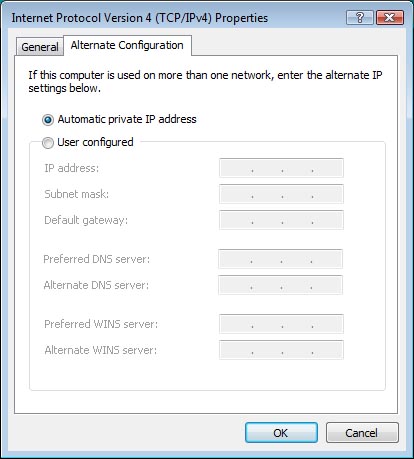 Internet Protocol Version 4 (TCP/IPv4) Properties
General
Alternate Configuration
If this computer is used on more than one network, enter the alternate IP
settings below.
Automatic private IP address
User configured
IP address:
Subnet mask:
Default gateway:
Preferred DNS server:
Alternate DNS server:
Preferred WINS server:
Alternate WINS server:
OK
Cancel